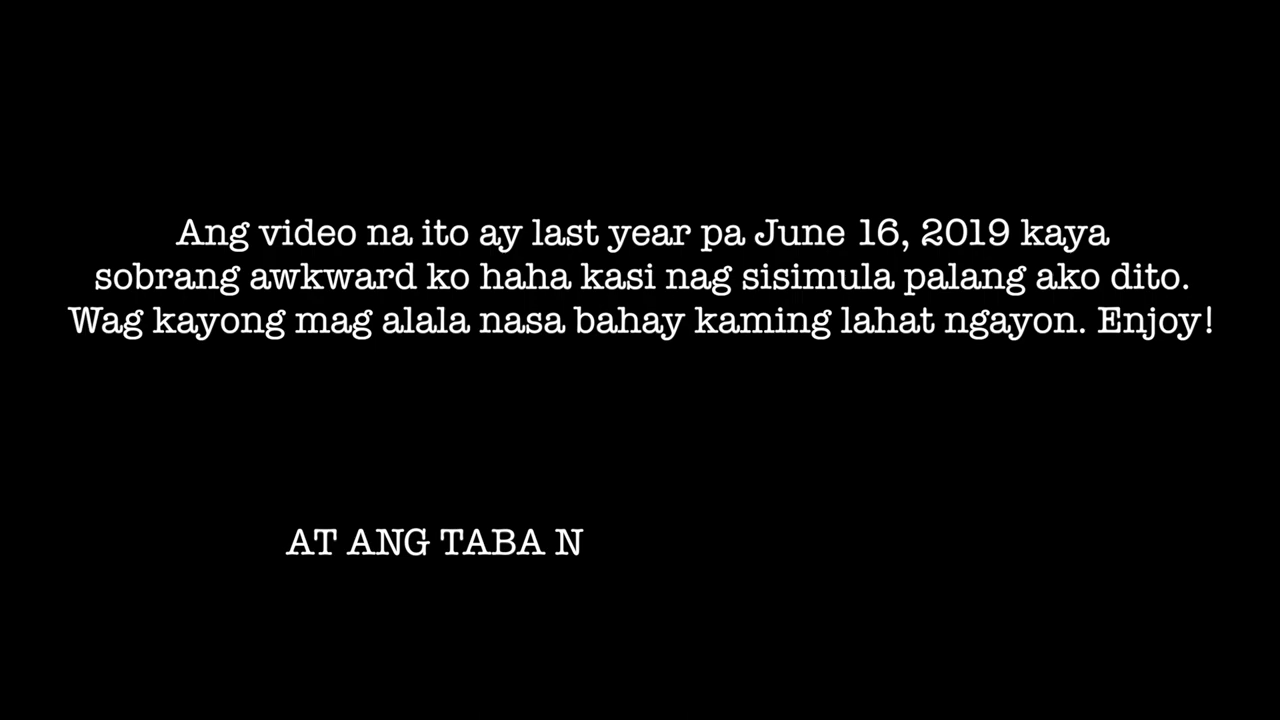 Ang video na ito ay last year pa June 16, 2019 kaya
sobrang awkward ko haha kasi nag sisimula palang ako dito.
Wag kayong mag alala nasa bahay kaming lahat ngayon. Enjoy!
AT ANG TABA N